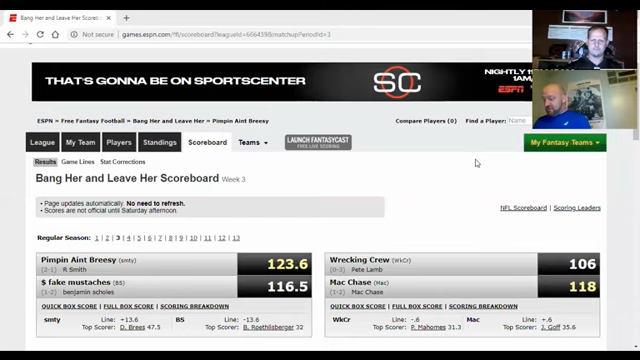 Bang Her and Leave Her Scoreb
Not secure games.espn.com/ffl/scoreboard?leagueId=666439&matchupPeriodId=3
THAT'S GONNA BE ON SPORTSCENTER
SC
NIGHTLY
ESPN
ESPN » Free Fantasy Football » Bang Her and Leave Her » Pimpin Aint Breesy
Compare Players (0)
Find a Player: Name
League
My Team
Players
Standings
Scoreboard
Teams
LAUNCH FANTASYCAST
FREE LIVE SCORING
My Fantasy Teams
Results
Game Lines
Stat Corrections
Bang Her and Leave Her Scoreboard Week 3
• Page updates automatically. No need to refresh.
• Scores are not official until Saturday afternoon.
NFL Scoreboard | Scoring Leaders
Regular Season: 1 | 2 | 3 | 4 | 5 | 6 | 7 | 8 | 9 | 10 | 11 | 12 | 13
Pimpin Aint Breesy (smty)
(2-1) R Smith
123.6
$ fake mustaches (BS)
(1-2) benjamin scholes
116.5
QUICK BOX SCORE | FULL BOX SCORE | SCORING BREAKDOWN
smty Line: +13.6
Top Scorer: D. Brees 47.5
BS Line: -13.6
Top Scorer: B. Roethlisberger 32
Wrecking Crew (WkCr)
(0-3) Pete Lamb
106
Mac Chase (Mac)
(1-2) Mac Chase
118
QUICK BOX SCORE | FULL BOX SCORE | SCORING BREAKDOWN
WkCr Line: -.6
Top Scorer: P. Mahomes 31.3
Mac Line: +.6
Top Scorer: J. Goff 35.6